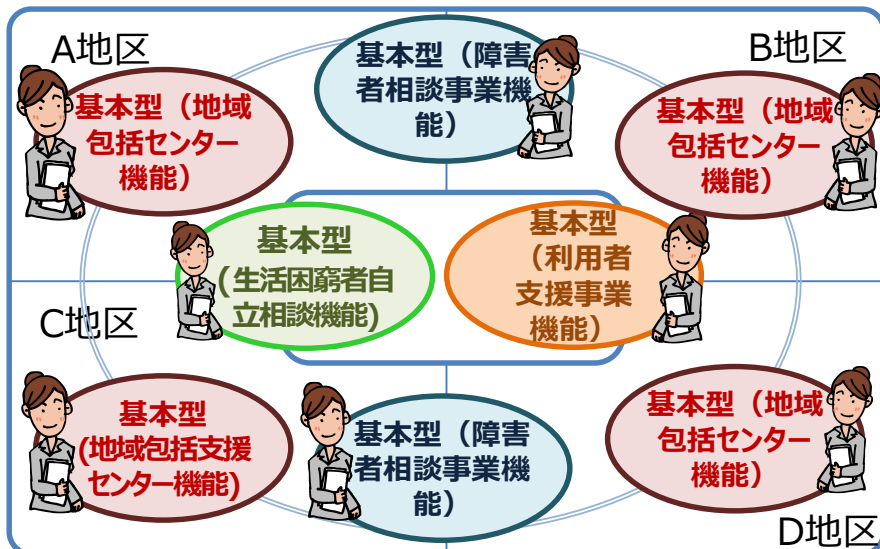 A地区
基本型（障害
者相談事業機
能）
B地区
基本型（地域
包括センター
機能）
基本型（地域
包括センター
機能）
基本型
(生活困窮者自
立相談機能)
基本型
（利用者
支援事業
機能）
C地区
基本型
(地域包括支援
センター機能)
基本型（障害
者相談事業機
能）
基本型（地域
包括センター
機能）
D地区